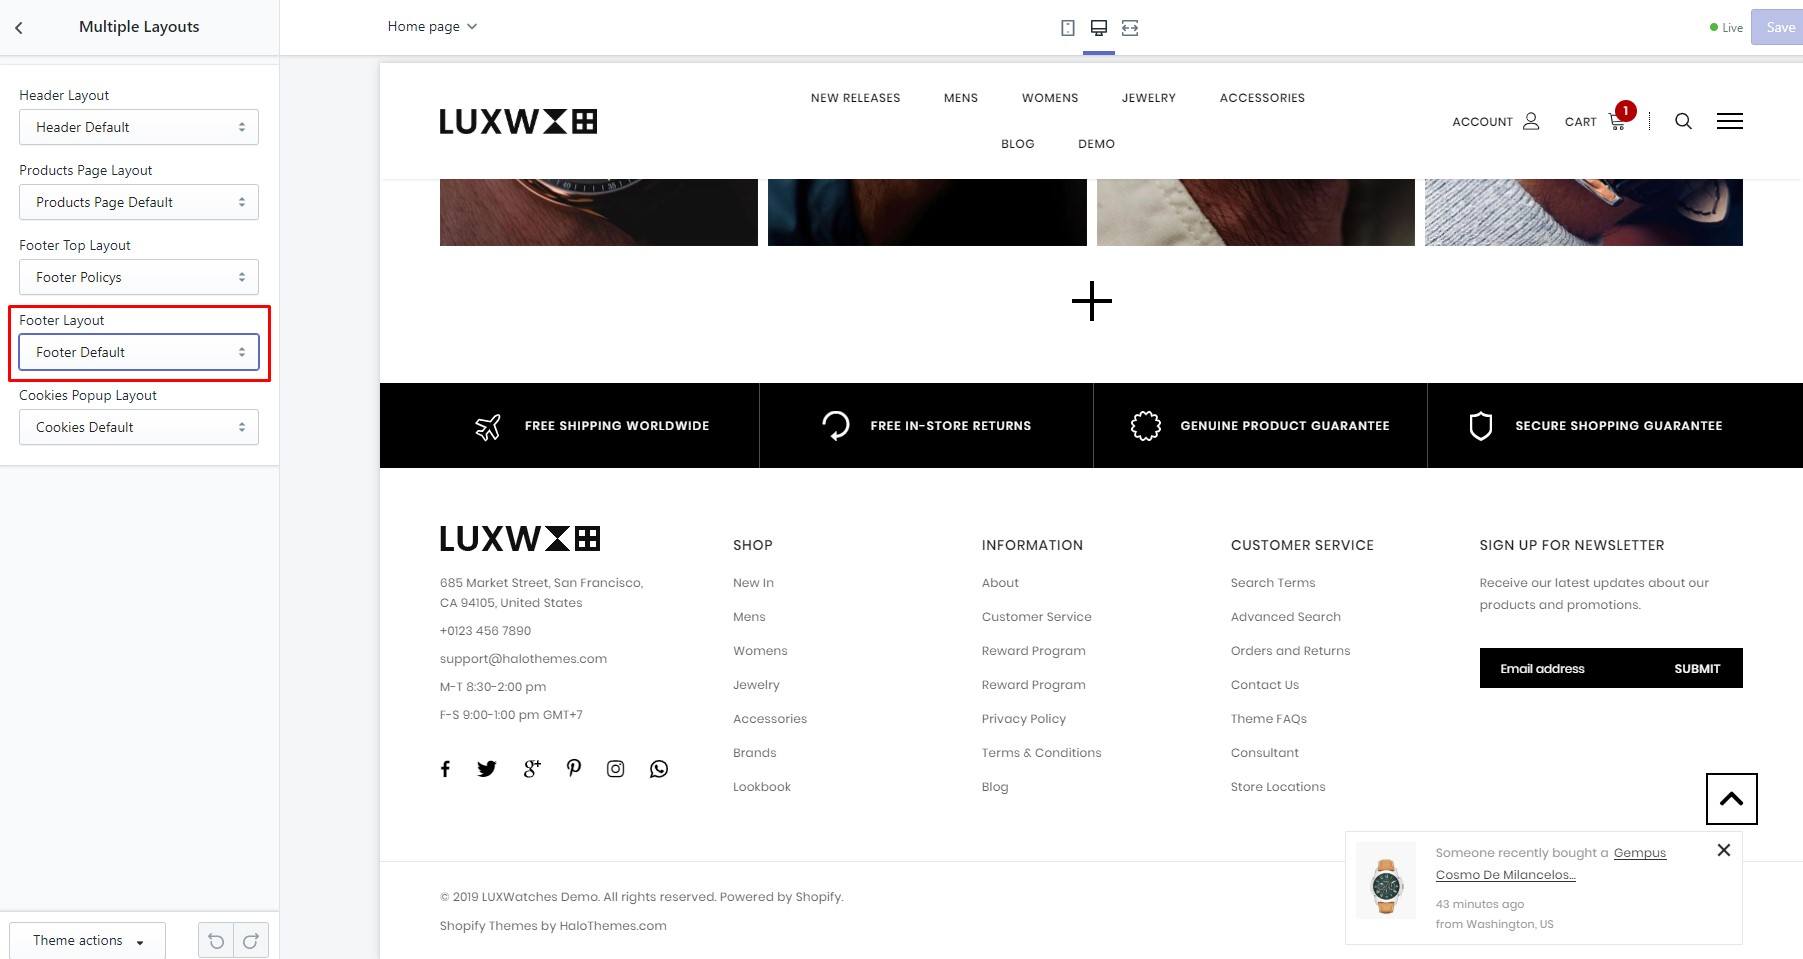 Multiple Layouts
Home page
Live
Save
Header Layout
Header Default
Products Page Layout
Products Page Default
Footer Top Layout
Footer Policys
Footer Layout
Footer Default
Cookies Popup Layout
Cookies Default
Theme actions
LUXW
NEW RELEASES MENS WOMENS JEWELRY ACCESSORIES
BLOG DEMO
ACCOUNT CART 1
FREE SHIPPING WORLDWIDE
FREE IN-STORE RETURNS
GENUINE PRODUCT GUARANTEE
SECURE SHOPPING GUARANTEE
LUXW
685 Market Street, San Francisco,
CA 94105, United States
+0123 456 7890
support@halothemes.com
M-T 8:30-2:00 pm
F-S 9:00-1:00 pm GMT+7
SHOP
New In
Mens
Womens
Jewelry
Accessories
Brands
Lookbook
INFORMATION
About
Customer Service
Reward Program
Reward Program
Privacy Policy
Terms & Conditions
Blog
CUSTOMER SERVICE
Search Terms
Advanced Search
Orders and Returns
Contact Us
Theme FAQs
Consultant
Store Locations
SIGN UP FOR NEWSLETTER
Receive our latest updates about our
products and promotions.
Email address SUBMIT
Someone recently bought a Gempus
Cosmo De Milancelos...
43 minutes ago
from Washington, US
© 2019 LUXWatches Demo. All rights reserved. Powered by Shopify.
Shopify Themes by HaloThemes.com